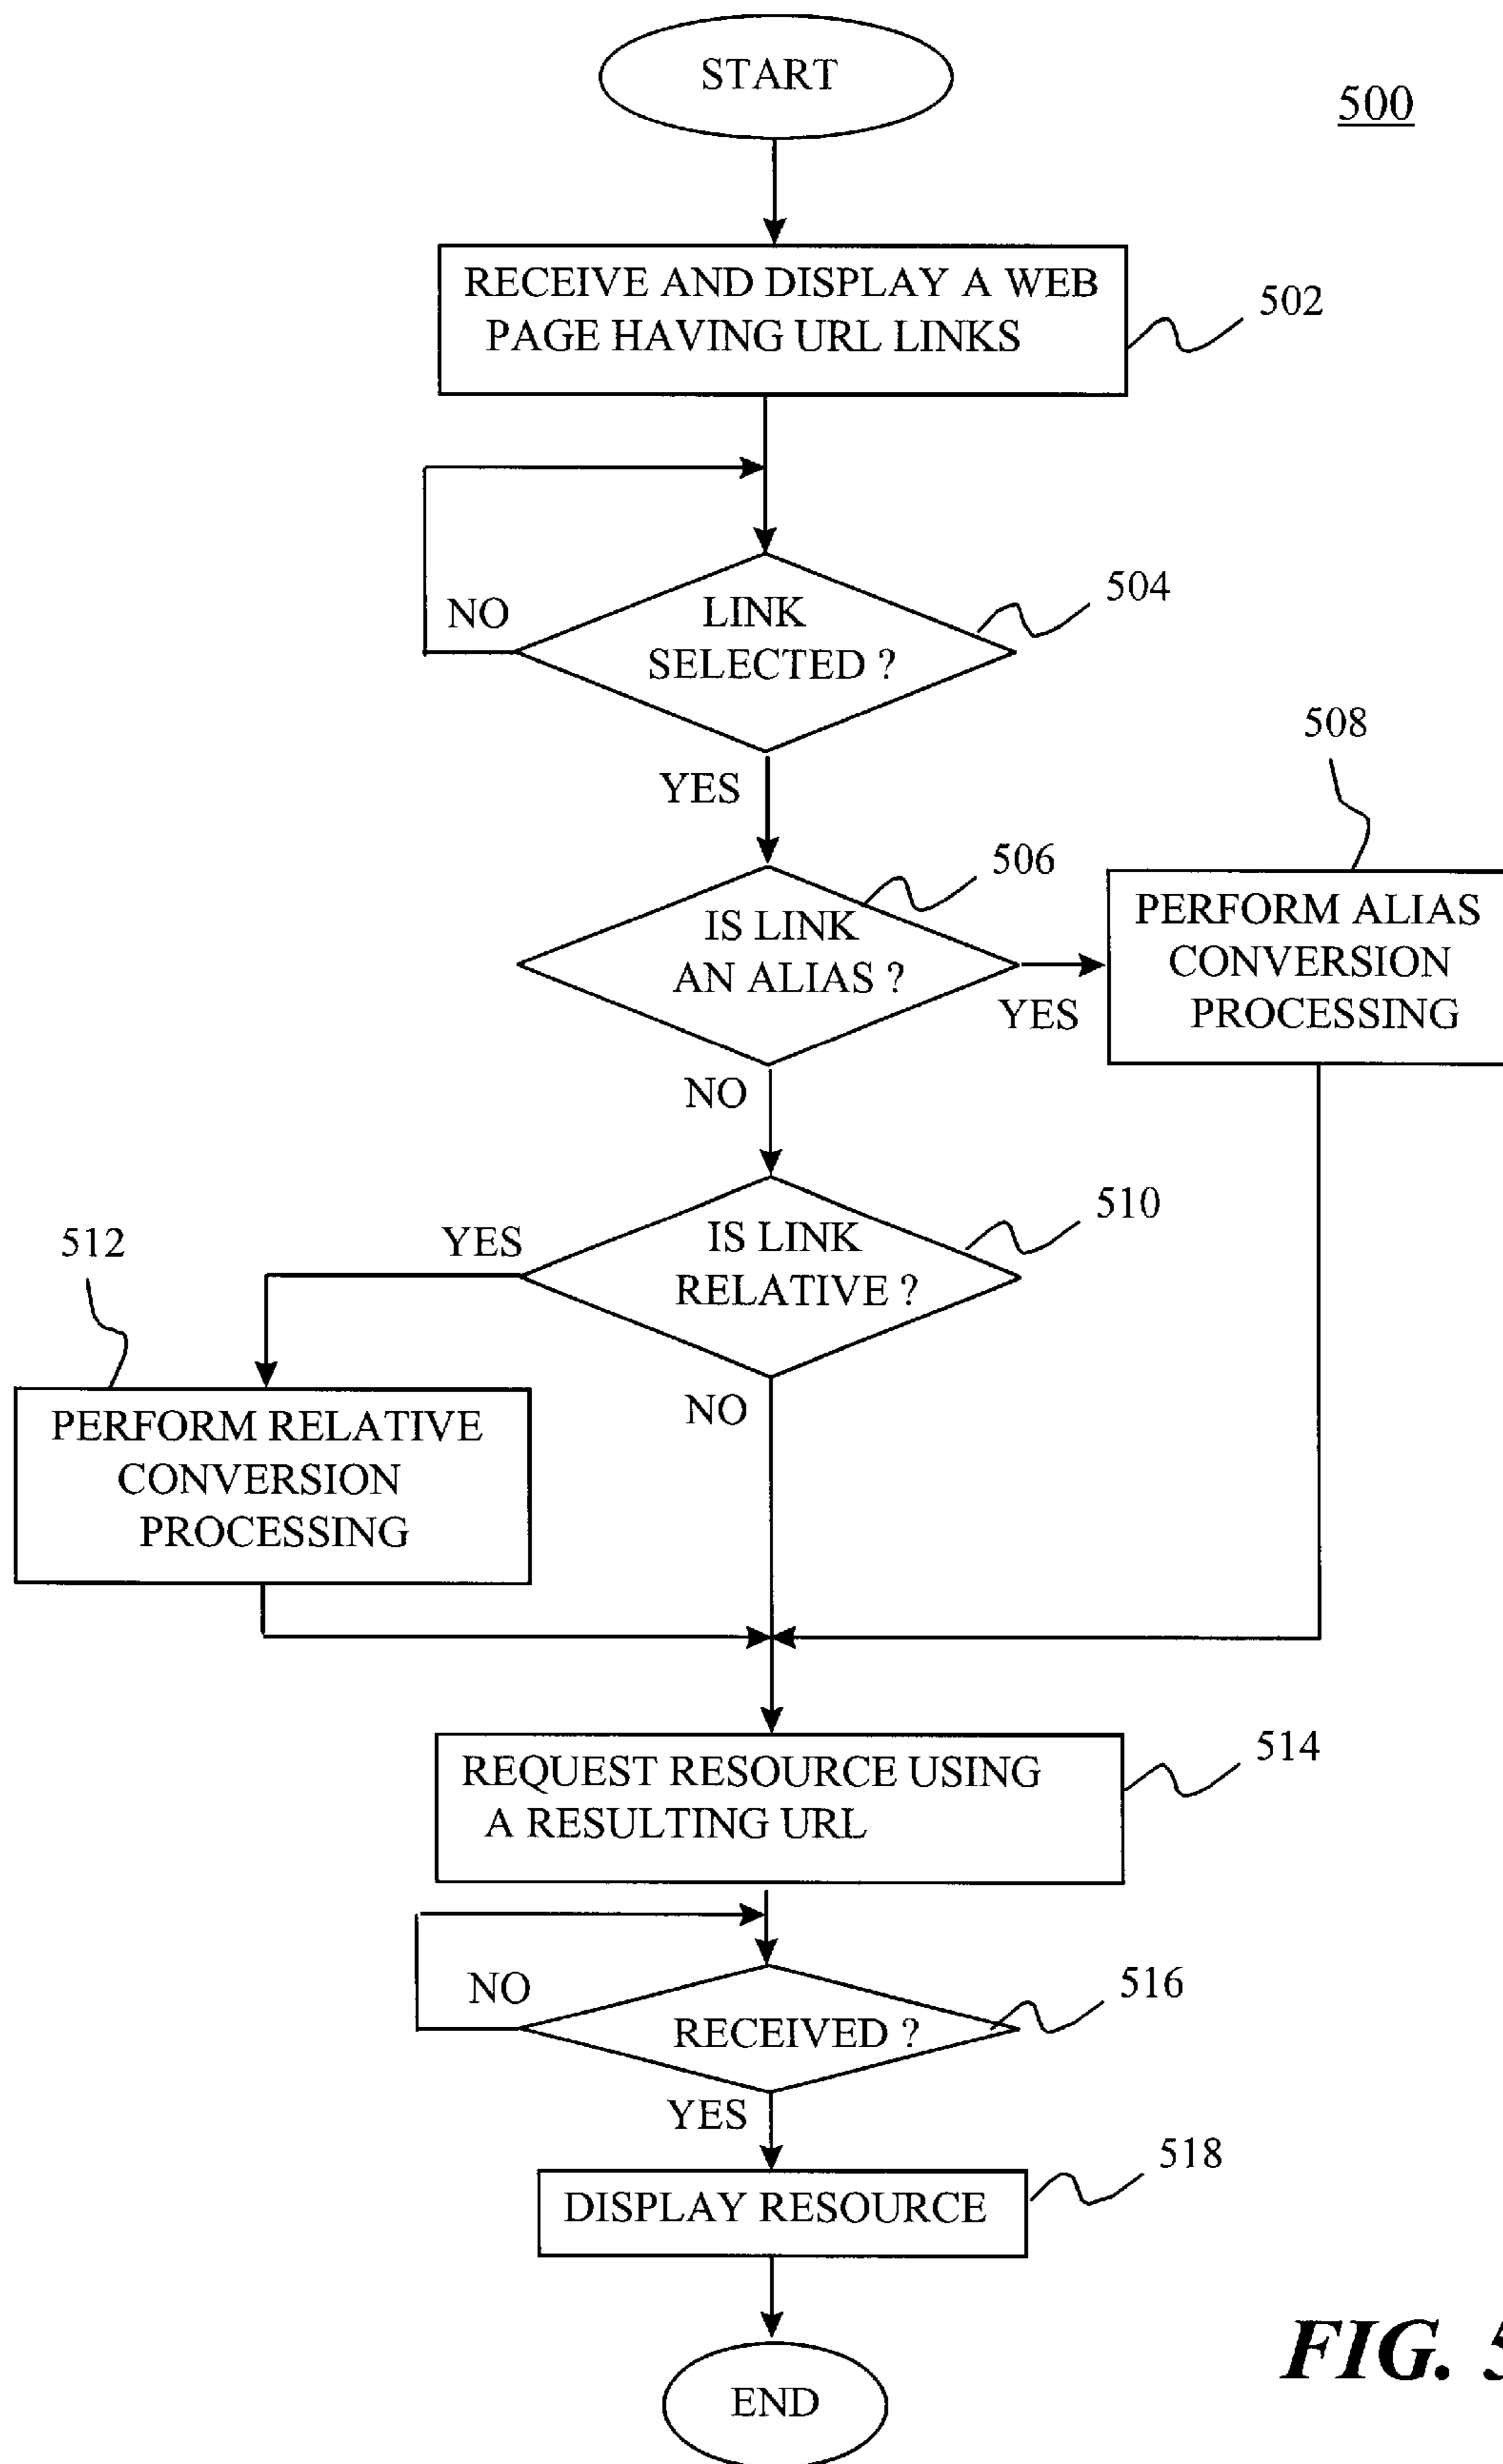 START
500
RECEIVE AND DISPLAY A WEB
PAGE HAVING URL LINKS
502
NO
LINK
SELECTED ?
504
YES
508
506
IS LINK
AN ALIAS ?
YES
PERFORM ALIAS
CONVERSION
PROCESSING
NO
510
IS LINK
RELATIVE ?
YES
512
NO
PERFORM RELATIVE
CONVERSION
PROCESSING
REQUEST RESOURCE USING
A RESULTING URL
514
NO
RECEIVED ?
516
YES
DISPLAY RESOURCE
518
END
FIG. 5